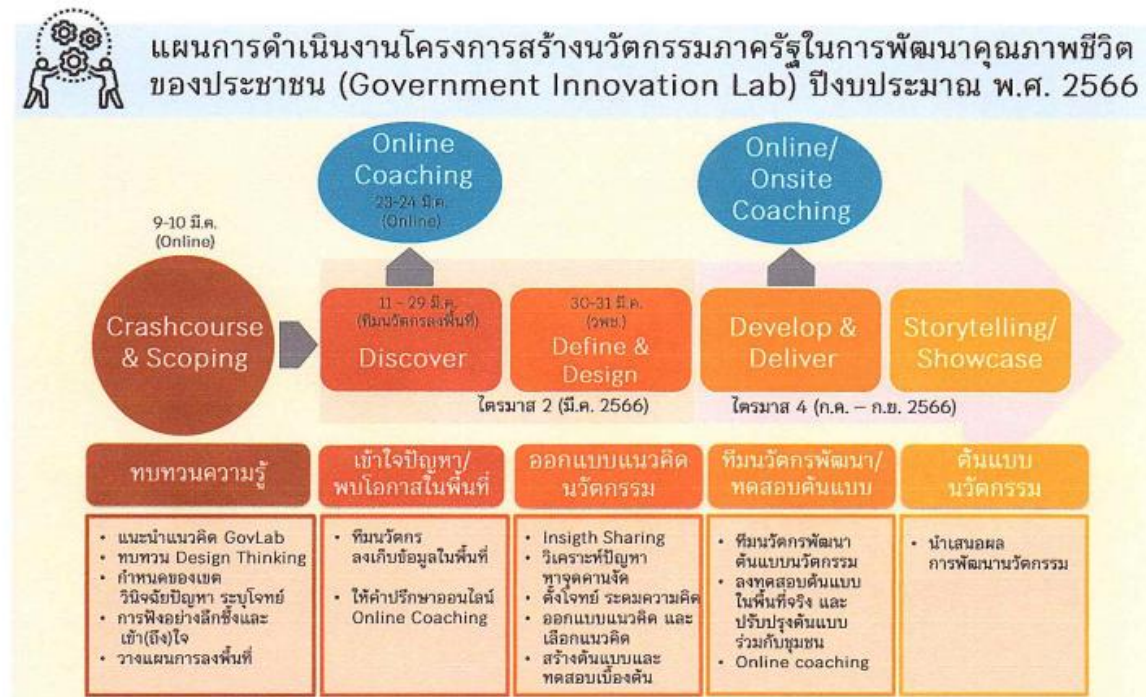 แผนการดำเนินงานโครงการสร้างนวัตกรรมภาครัฐในการพัฒนาคุณภาพชีวิต
ของประชาชน (Government Innovation Lab) ปีงบประมาณ พ.ศ. 2566
9-10 มี.ค.
(Online)
Crashcourse
& Scoping
Online
Coaching
23-24 มี.ค.
(Online)
11 - 29 มี.ค.
(ทีมนวัตกรลงพื้นที่)
Discover
30-31 มี.ค.
(วพช.)
Define &
Design
ไตรมาส 2 (มี.ค. 2566)
Online/
Onsite
Coaching
Develop &
Deliver
Storytelling/
Showcase
ไตรมาส 4 (ก.ค. – ก.ย. 2566)
ทบทวนความรู้
• แนะนำแนวคิด GovLab
• ทบทวน Design Thinking
• กำหนดของเขต
วินิจฉัยปัญหา ระบุโจทย์
• การฟังอย่างลึกซึ้งและ
เข้า(ถึง)ใจ
• วางแผนการลงพื้นที่
เข้าใจปัญหา/
พบโอกาสในพื้นที่
• ทีมนวัตกร
ลงเก็บข้อมูลในพื้นที่
• ให้คำปรึกษาออนไลน์
Online Coaching
ออกแบบแนวคิด
นวัตกรรม
• Insigth Sharing
• วิเคราะห์ปัญหา
หาจุดคานงัด
• ตั้งโจทย์ ระดมความคิด
• ออกแบบแนวคิด และ
เลือกแนวคิด
• สร้างต้นแบบและ
ทดสอบเบื้องต้น
ทีมนวัตกรพัฒนา/
ทดสอบต้นแบบ
• ทีมนวัตกรพัฒนา
ต้นแบบนวัตกรรม
• ลงทดสอบต้นแบบ
ในพื้นที่จริง และ
ปรับปรุงต้นแบบ
ร่วมกับชุมชน
• Online coaching
ต้นแบบ
นวัตกรรม
• นำเสนอผล
การพัฒนานวัตกรรม